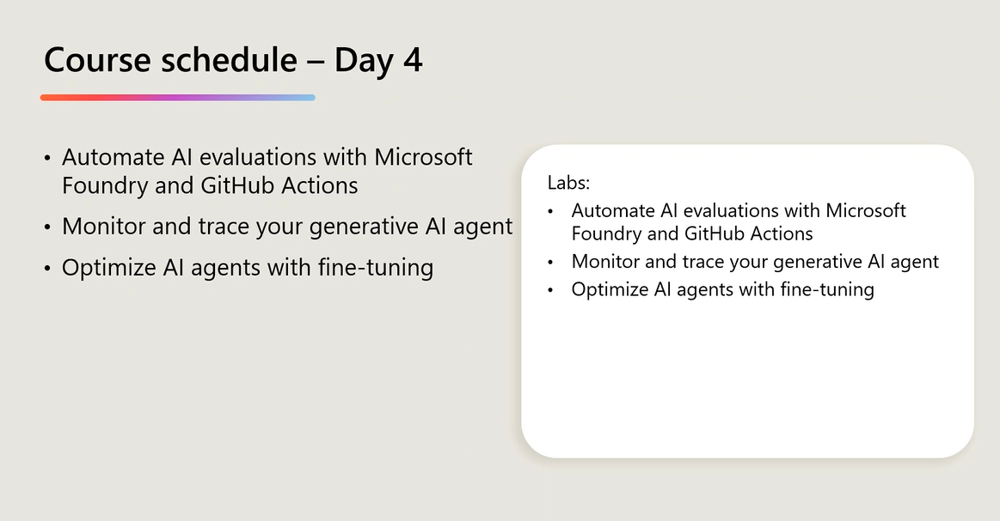 Course schedule – Day 4
• Automate AI evaluations with Microsoft
Foundry and GitHub Actions
• Monitor and trace your generative AI agent
• Optimize AI agents with fine-tuning
Labs:
• Automate AI evaluations with Microsoft
Foundry and GitHub Actions
• Monitor and trace your generative AI agent
• Optimize AI agents with fine-tuning